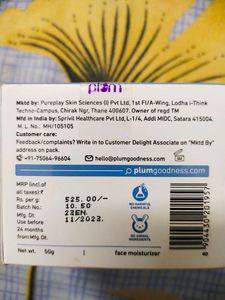 plum
Mktd by: Pureplay Skin Sciences (I) Pvt Ltd, 1st Fl/A-Wing, Lodha i-Think
Techno-Campus, Chirak Ngr, Thane 400607. Owner of regd TM
Mfd in India by: Sprivil Healthcare Pvt Ltd, L-1/4, Addl MIDC, Satara 415004.
M. L. No.: MH/105105
Customer care:
Feedback/complaints? Write in to Customer Delight Associate on "Mktd By"
address or phone/email
+91-75064-96604
hello@plumgoodness.com
plumgoodness.com
MRP (incl.of
all taxes):₹
525.00/-
Rs per g:
10.50
Batch No.
23EN
Mfg. Dt.
11/2023
Use before
24 months
from Mfg. Dt.
Net wt. 50g
face moisturizer
NO HARMFUL
CHEMICALS
NO ANIMAL
INGREDIENTS